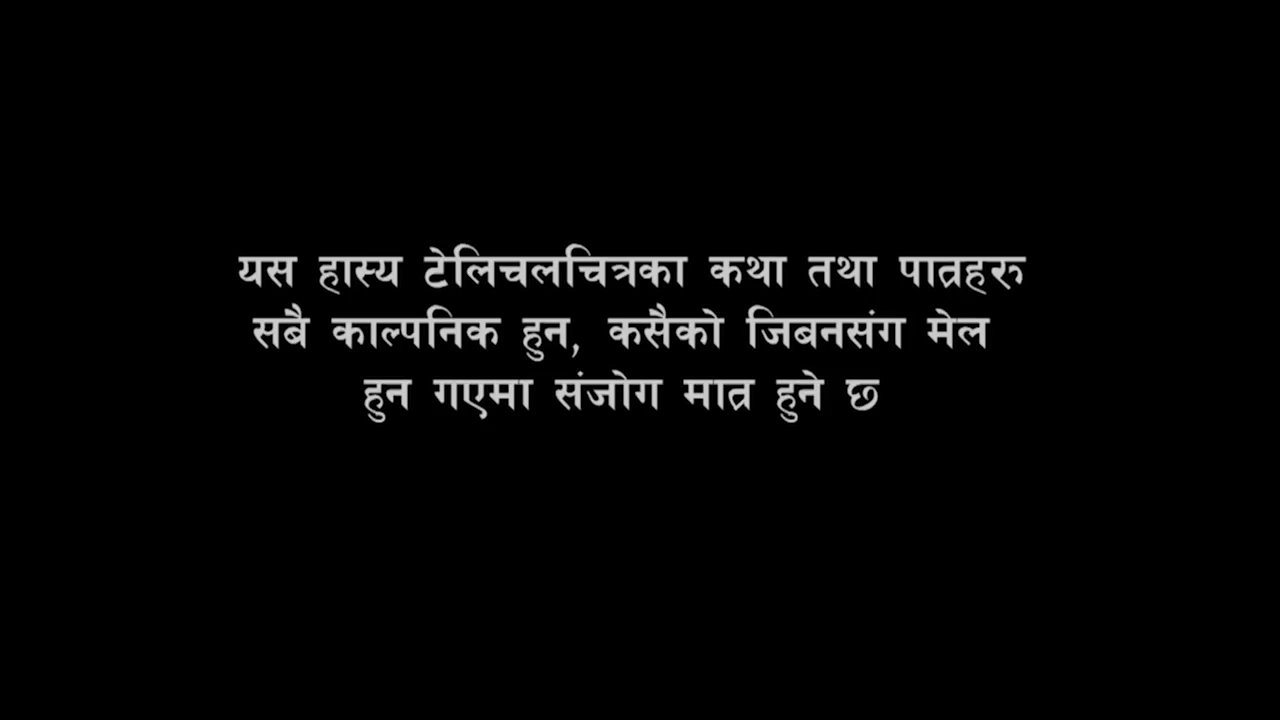 यस हास्य टेलिचलचित्रका कथा तथा पात्रहरु
सबै काल्पनिक हुन, कसैको जिबनसंग मेल
हुन गएमा संजोग मात्र हुने छ